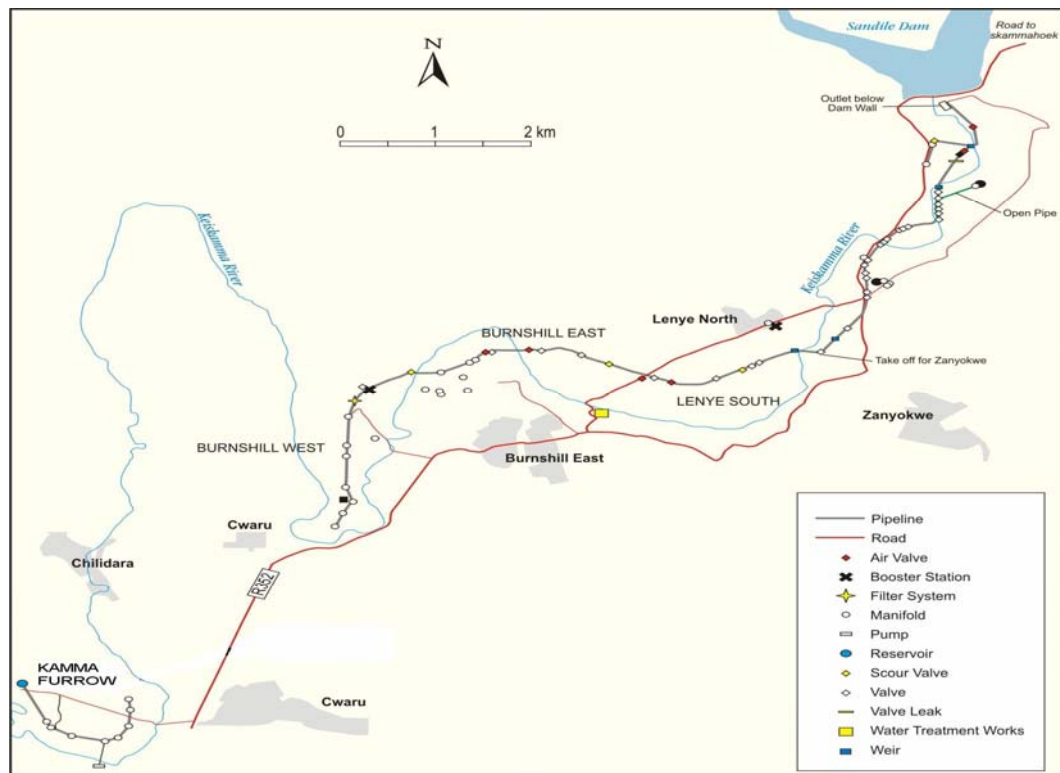 Sandile Dam
Road to
skammahoek
N
Outlet below
Dam Wall
0 1 2 km
Open Pipe
Keiskamma River
Keiskamma River
Lenye North
BURNSHILL EAST
Take off for Zanyokwe
LENYE SOUTH
Zanyokwe
BURNSHILL WEST
Burnshill East
Cwaru
Chilidara
R352
KAMMA
FURROW
Cwaru
Pipeline
Road
Air Valve
Booster Station
Filter System
Manifold
Pump
Reservoir
Scour Valve
Valve
Valve Leak
Water Treatment Works
Weir